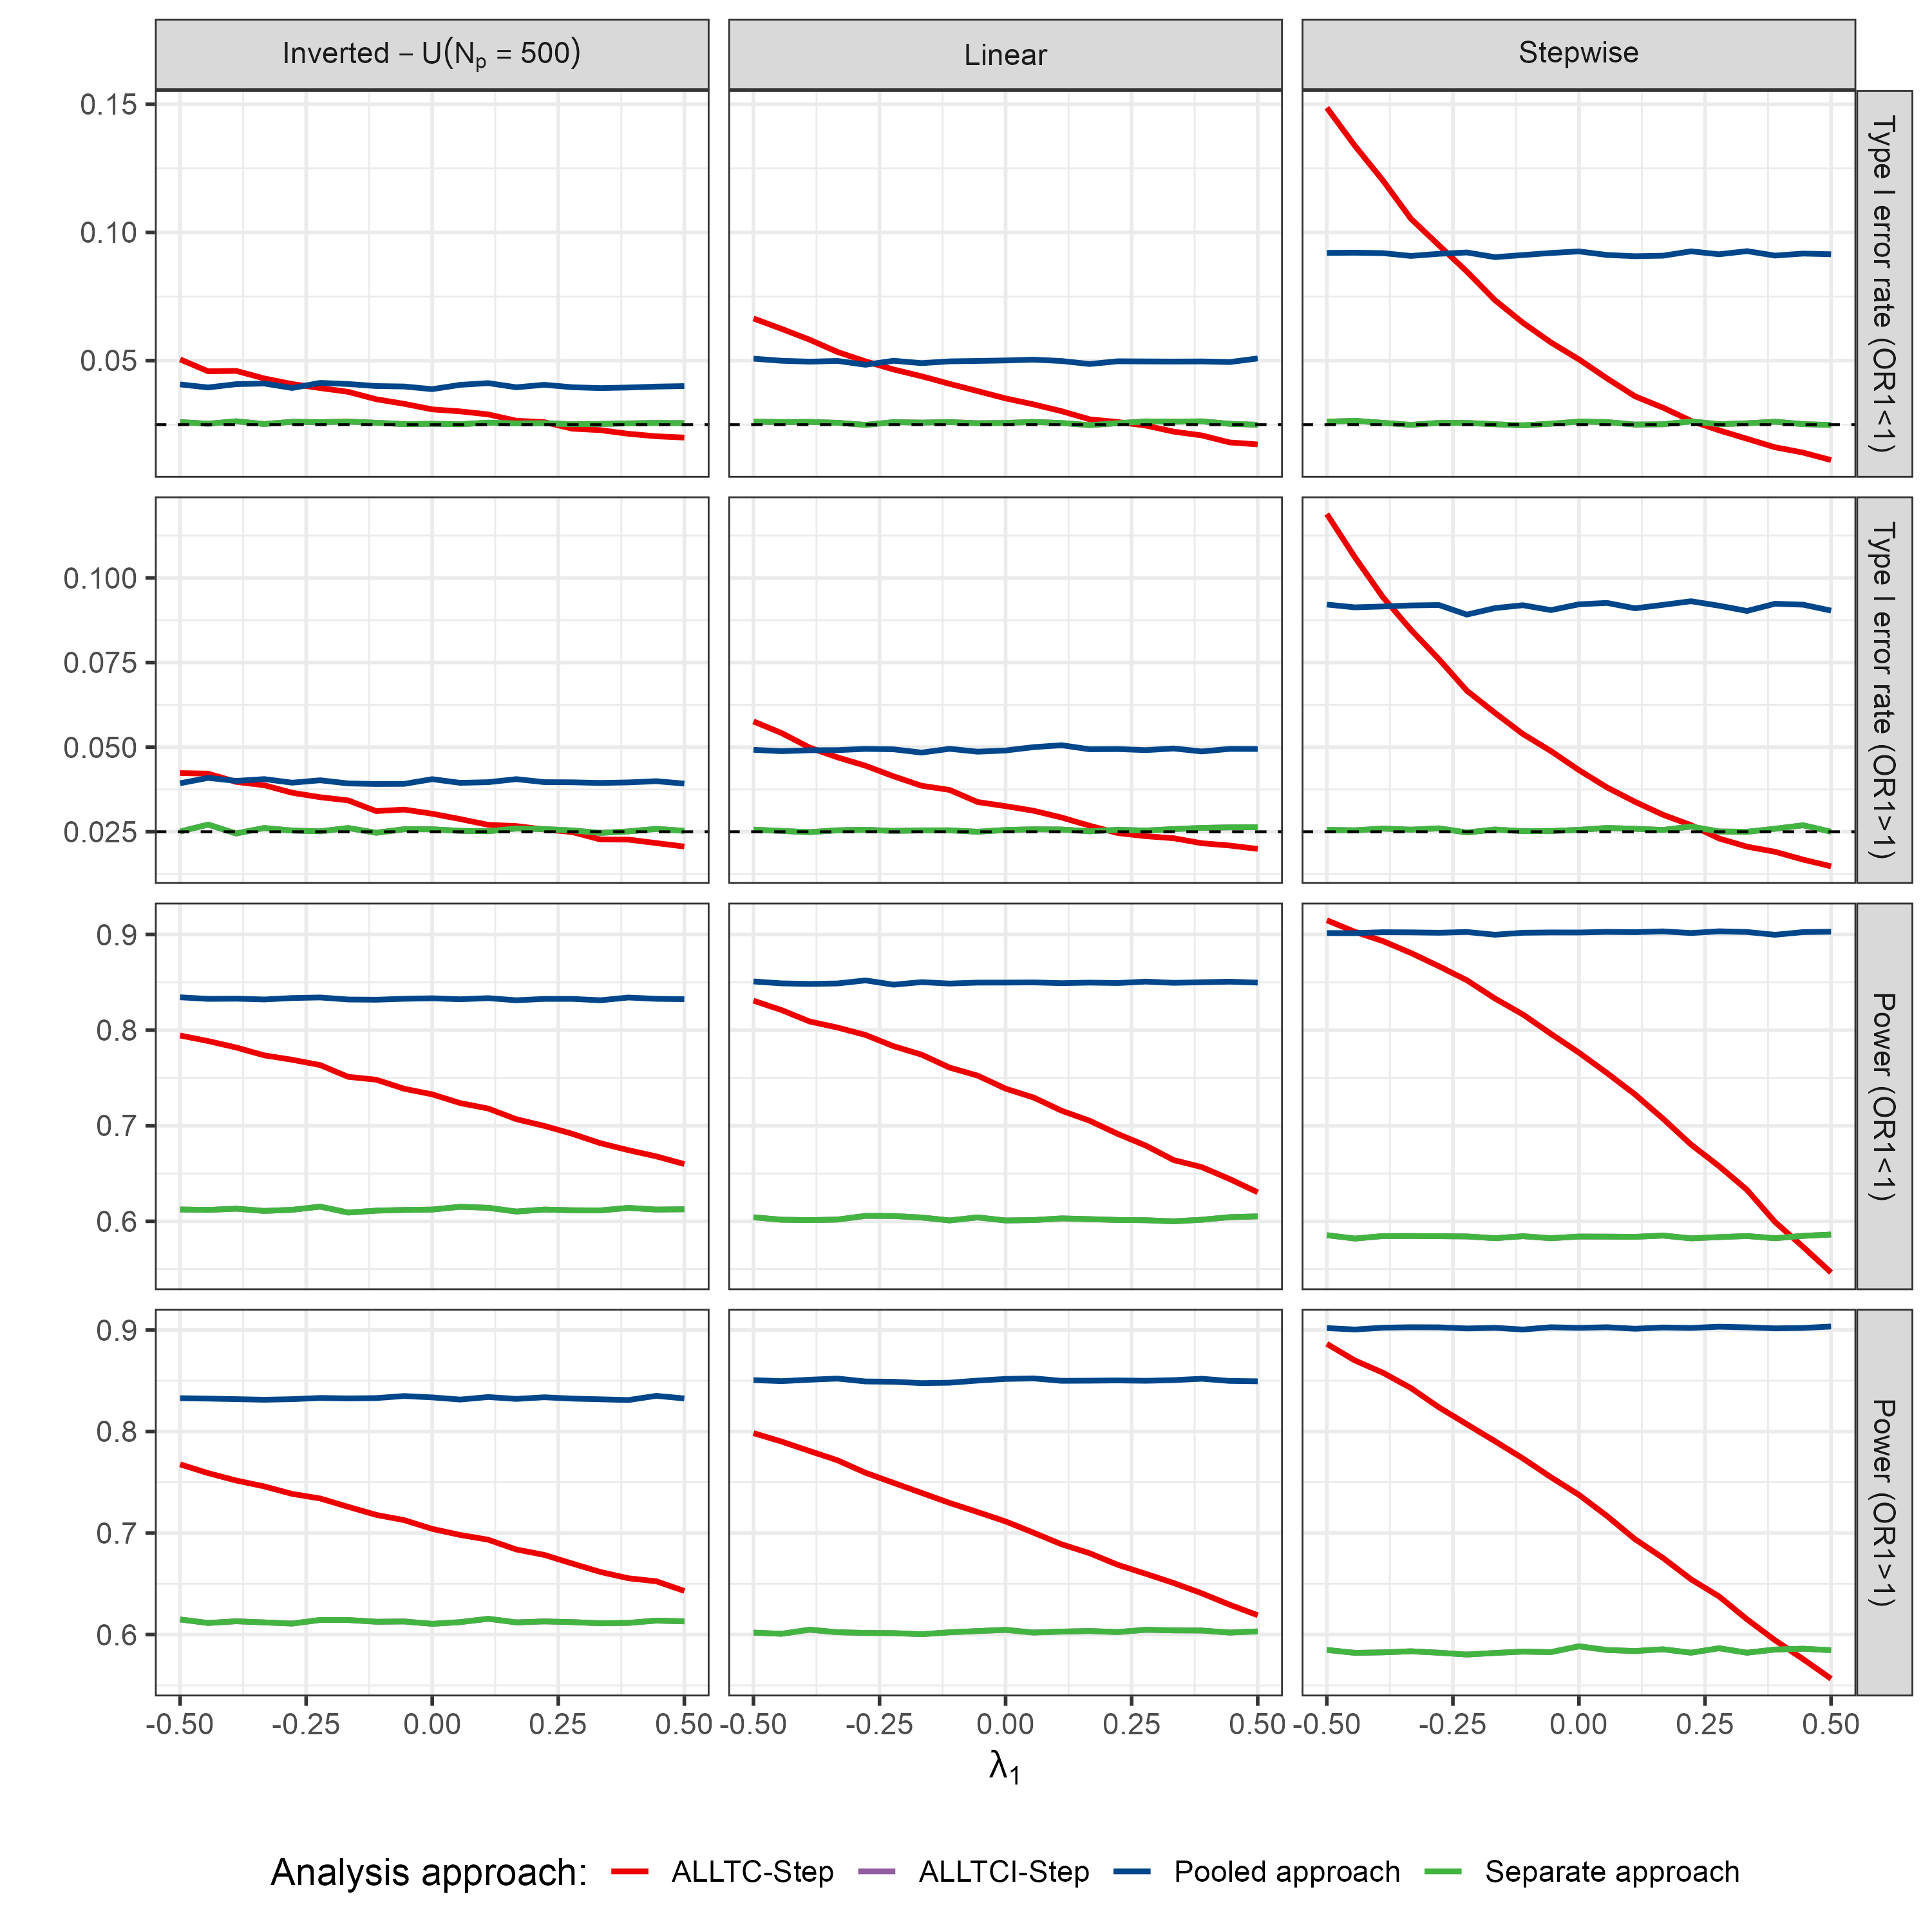 Inverted – U(Np = 500)
Linear
Stepwise
0.15
0.10
0.05
Type I error rate (OR1<1)
0.100
0.075
0.050
0.025
Type I error rate (OR1>1)
0.9
0.8
0.7
0.6
Power (OR1<1)
0.9
0.8
0.7
0.6
Power (OR1>1)
-0.50 -0.25 0.00 0.25 0.50 -0.50 -0.25 0.00 0.25 0.50 -0.50 -0.25 0.00 0.25 0.50
λ1
Analysis approach: ALLTC-Step ALLTCI-Step Pooled approach Separate approach